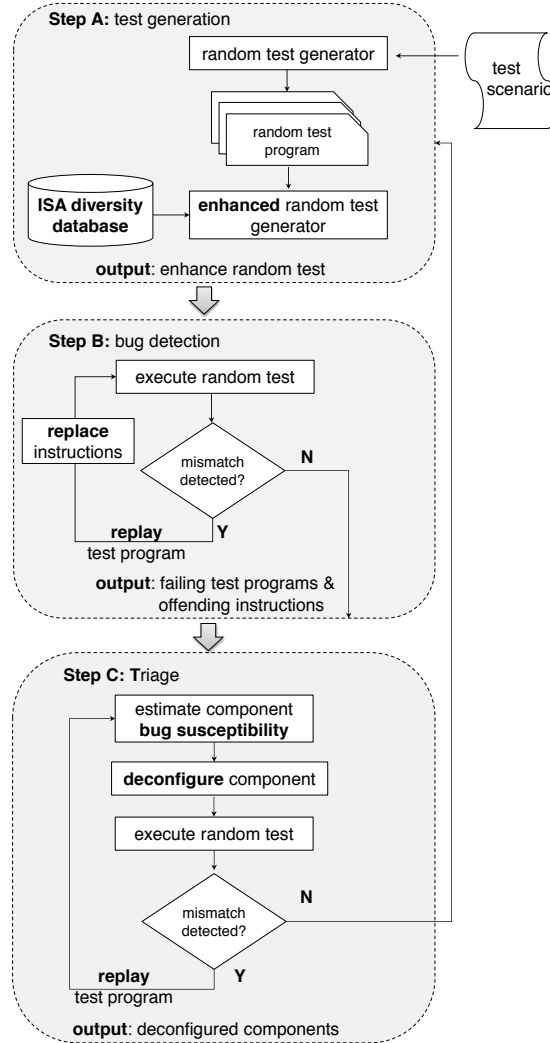 Step A: test generation
random test generator
test
scenario
random test
program
ISA diversity
database
enhanced random test
generator
output: enhance random test
Step B: bug detection
execute random test
replace
instructions
mismatch
detected?
N
Y
replay
test program
output: failing test programs &
offending instructions
Step C: Triage
estimate component
bug susceptibility
deconfigure component
execute random test
mismatch
detected?
N
Y
replay
test program
output: deconfigured components